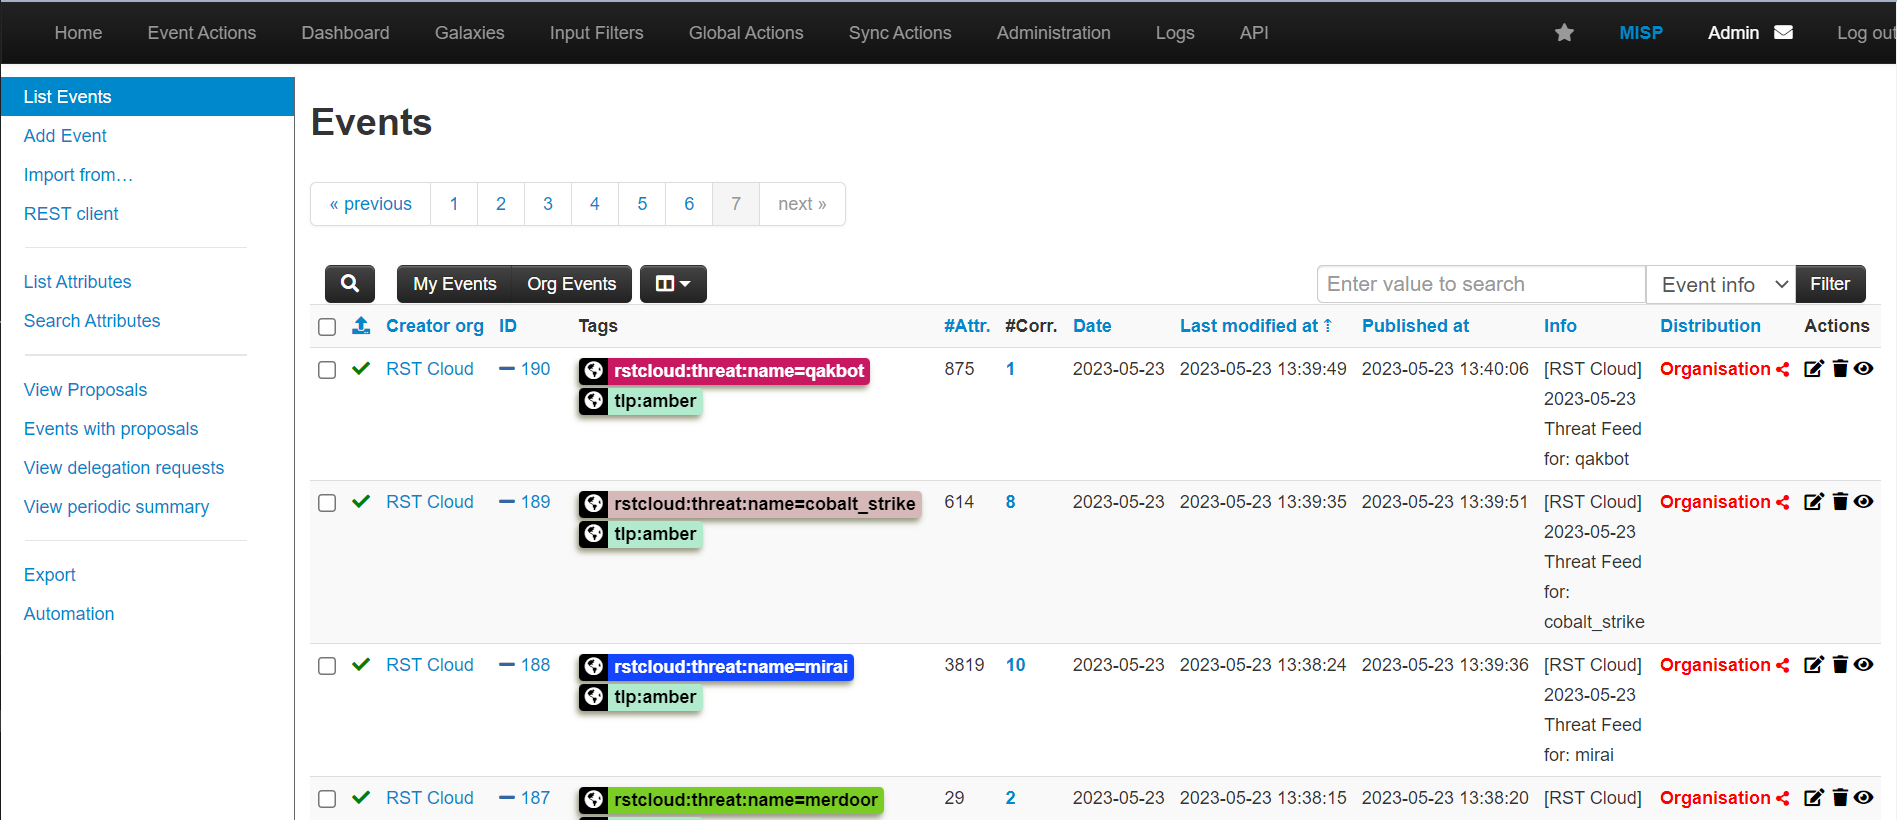 Home Event Actions Dashboard Galaxies Input Filters Global Actions Sync Actions Administration Logs API MISP Admin Log out
List Events
Add Event
Import from…
REST client
List Attributes
Search Attributes
View Proposals
Events with proposals
View delegation requests
View periodic summary
Export
Automation
Events
« previous 1 2 3 4 5 6 7 next »
My Events Org Events Enter value to search Event info Filter
Creator org ID Tags #Attr. #Corr. Date Last modified at ⇡ Published at Info Distribution Actions
RST Cloud 190 rstcloud:threat:name=qakbot 875 1 2023-05-23 2023-05-23 13:39:49 2023-05-23 13:40:06 [RST Cloud] Organisation
tlp:amber 2023-05-23
Threat Feed
for: qakbot
RST Cloud 189 rstcloud:threat:name=cobalt_strike 614 8 2023-05-23 2023-05-23 13:39:35 2023-05-23 13:39:51 [RST Cloud] Organisation
tlp:amber 2023-05-23
Threat Feed
for:
cobalt_strike
RST Cloud 188 rstcloud:threat:name=mirai 3819 10 2023-05-23 2023-05-23 13:38:24 2023-05-23 13:39:36 [RST Cloud] Organisation
tlp:amber 2023-05-23
Threat Feed
for: mirai
RST Cloud 187 rstcloud:threat:name=merdoor 29 2 2023-05-23 2023-05-23 13:38:15 2023-05-23 13:38:20 [RST Cloud] Organisation